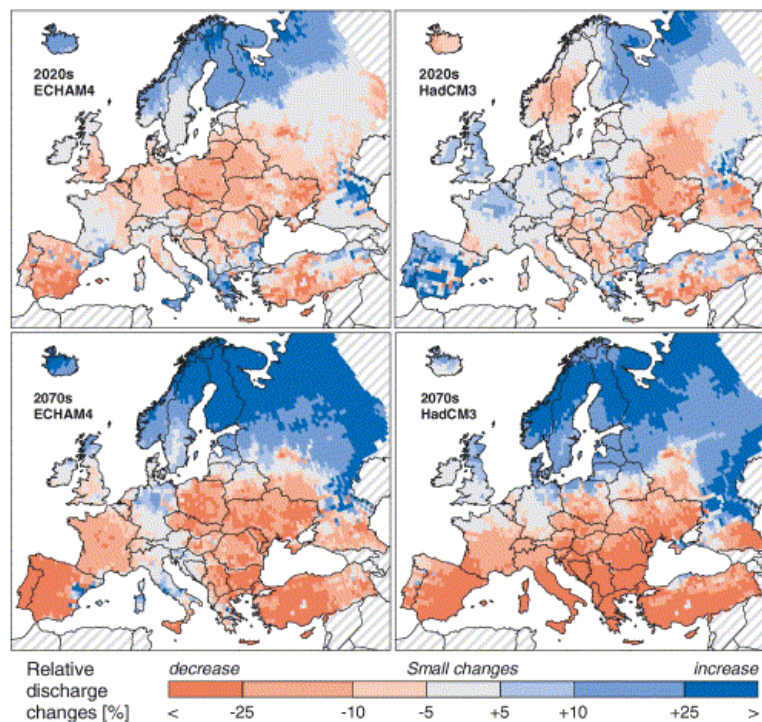 2020s
ECHAM4
2020s
HadCM3
2070s
ECHAM4
2070s
HadCM3
Relative
discharge
changes [%]
decrease Small changes increase
< -25 -10 -5 +5 +10 +25 >